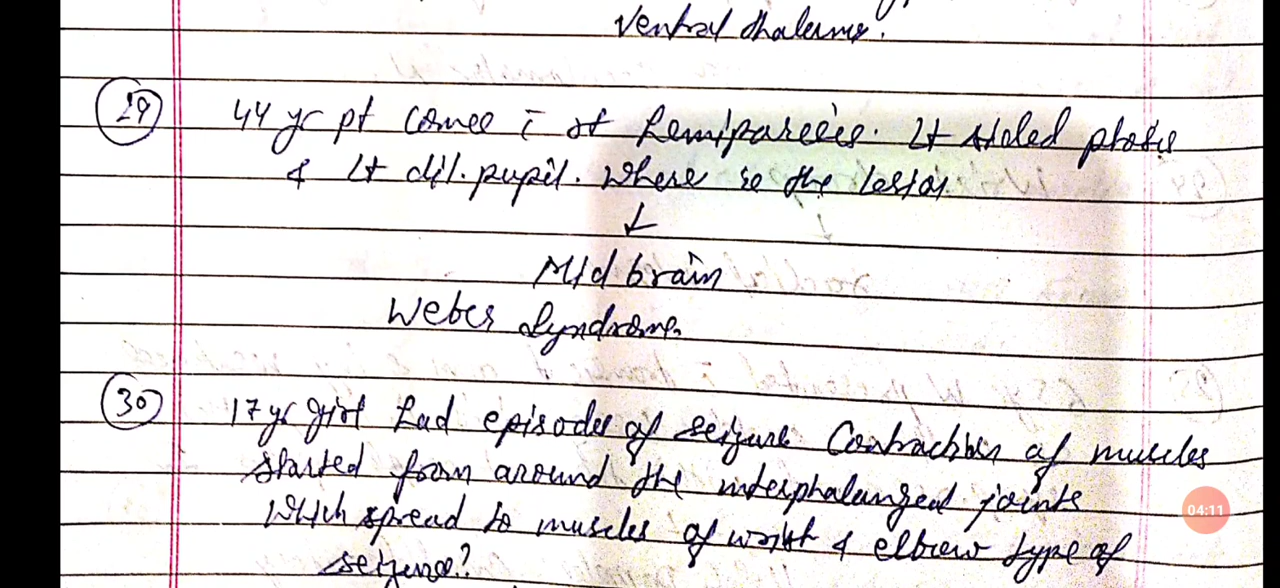 Ventral thalamus.
29 44 yr pt comes c̄ rt hemiparesis. Lt sided ptosis
& Lt dil. pupil. Where is the lesion
↓
Mid brain
Webers Syndrome.
30 17 yr girl had episodes of seizure Contraction of muscles
started from around the interphalangeal joints
which spread to muscles of wrist & elbow type of
seizure?
04:11